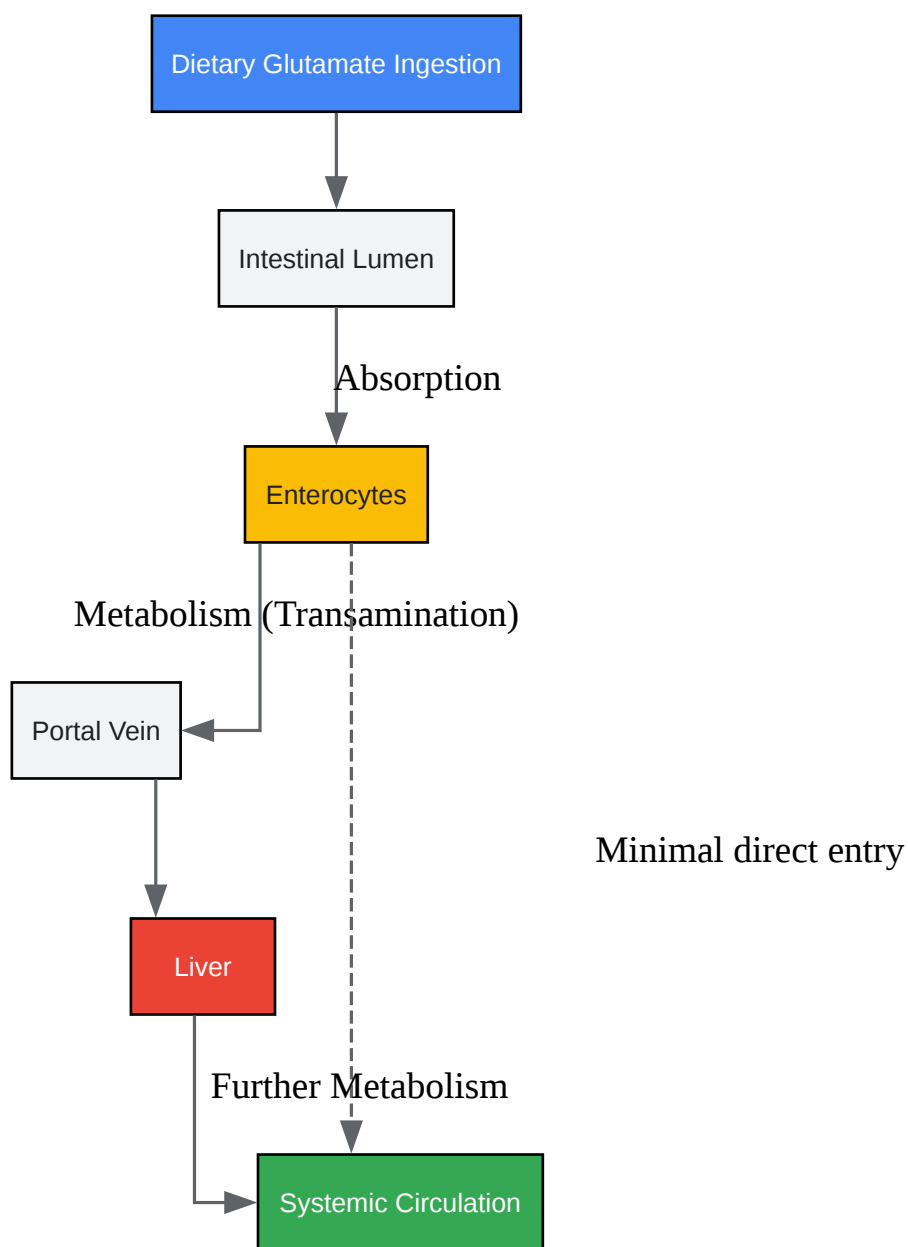 Dietary Glutamate Ingestion
Intestinal Lumen
Absorption
Enterocytes
Metabolism (Transamination)
Portal Vein
Minimal direct entry
Liver
Further Metabolism
Systemic Circulation